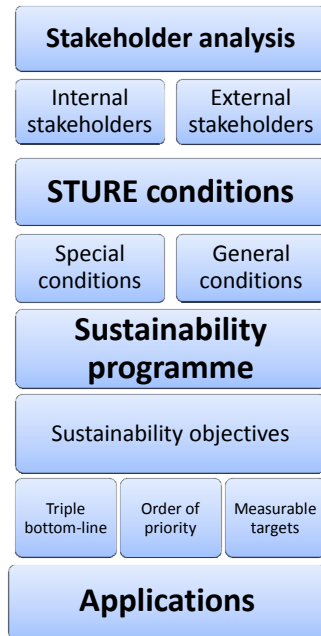 Stakeholder analysis
Internal
stakeholders
External
stakeholders
STURE conditions
Special
conditions
General
conditions
Sustainability
programme
Sustainability objectives
Triple
bottom-line
Order of
priority
Measurable
targets
Applications